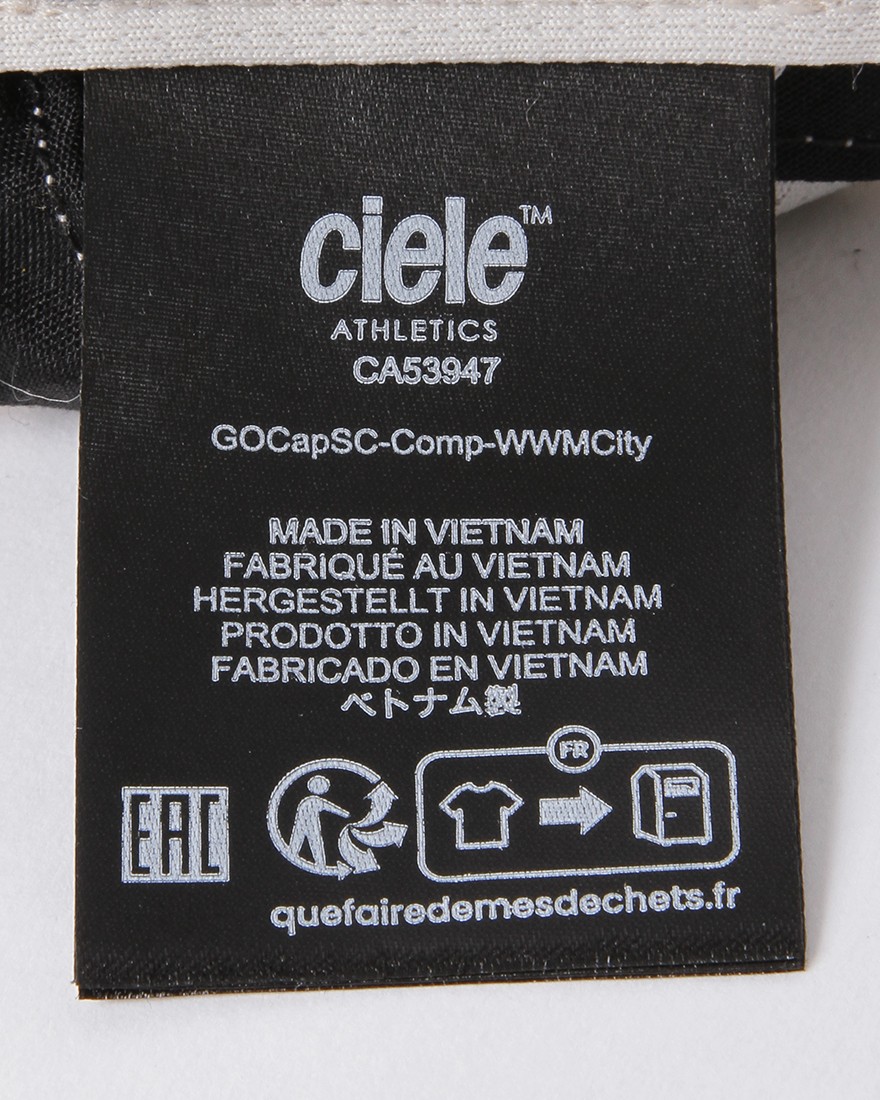 ciele™
ATHLETICS
CA53947
GOCapSC-Comp-WWMCity
MADE IN VIETNAM
FABRIQUÉ AU VIETNAM
HERGESTELLT IN VIETNAM
PRODOTTO IN VIETNAM
FABRICADO EN VIETNAM
ベトナム製
FR
EAC
quefairedemesdechets.fr